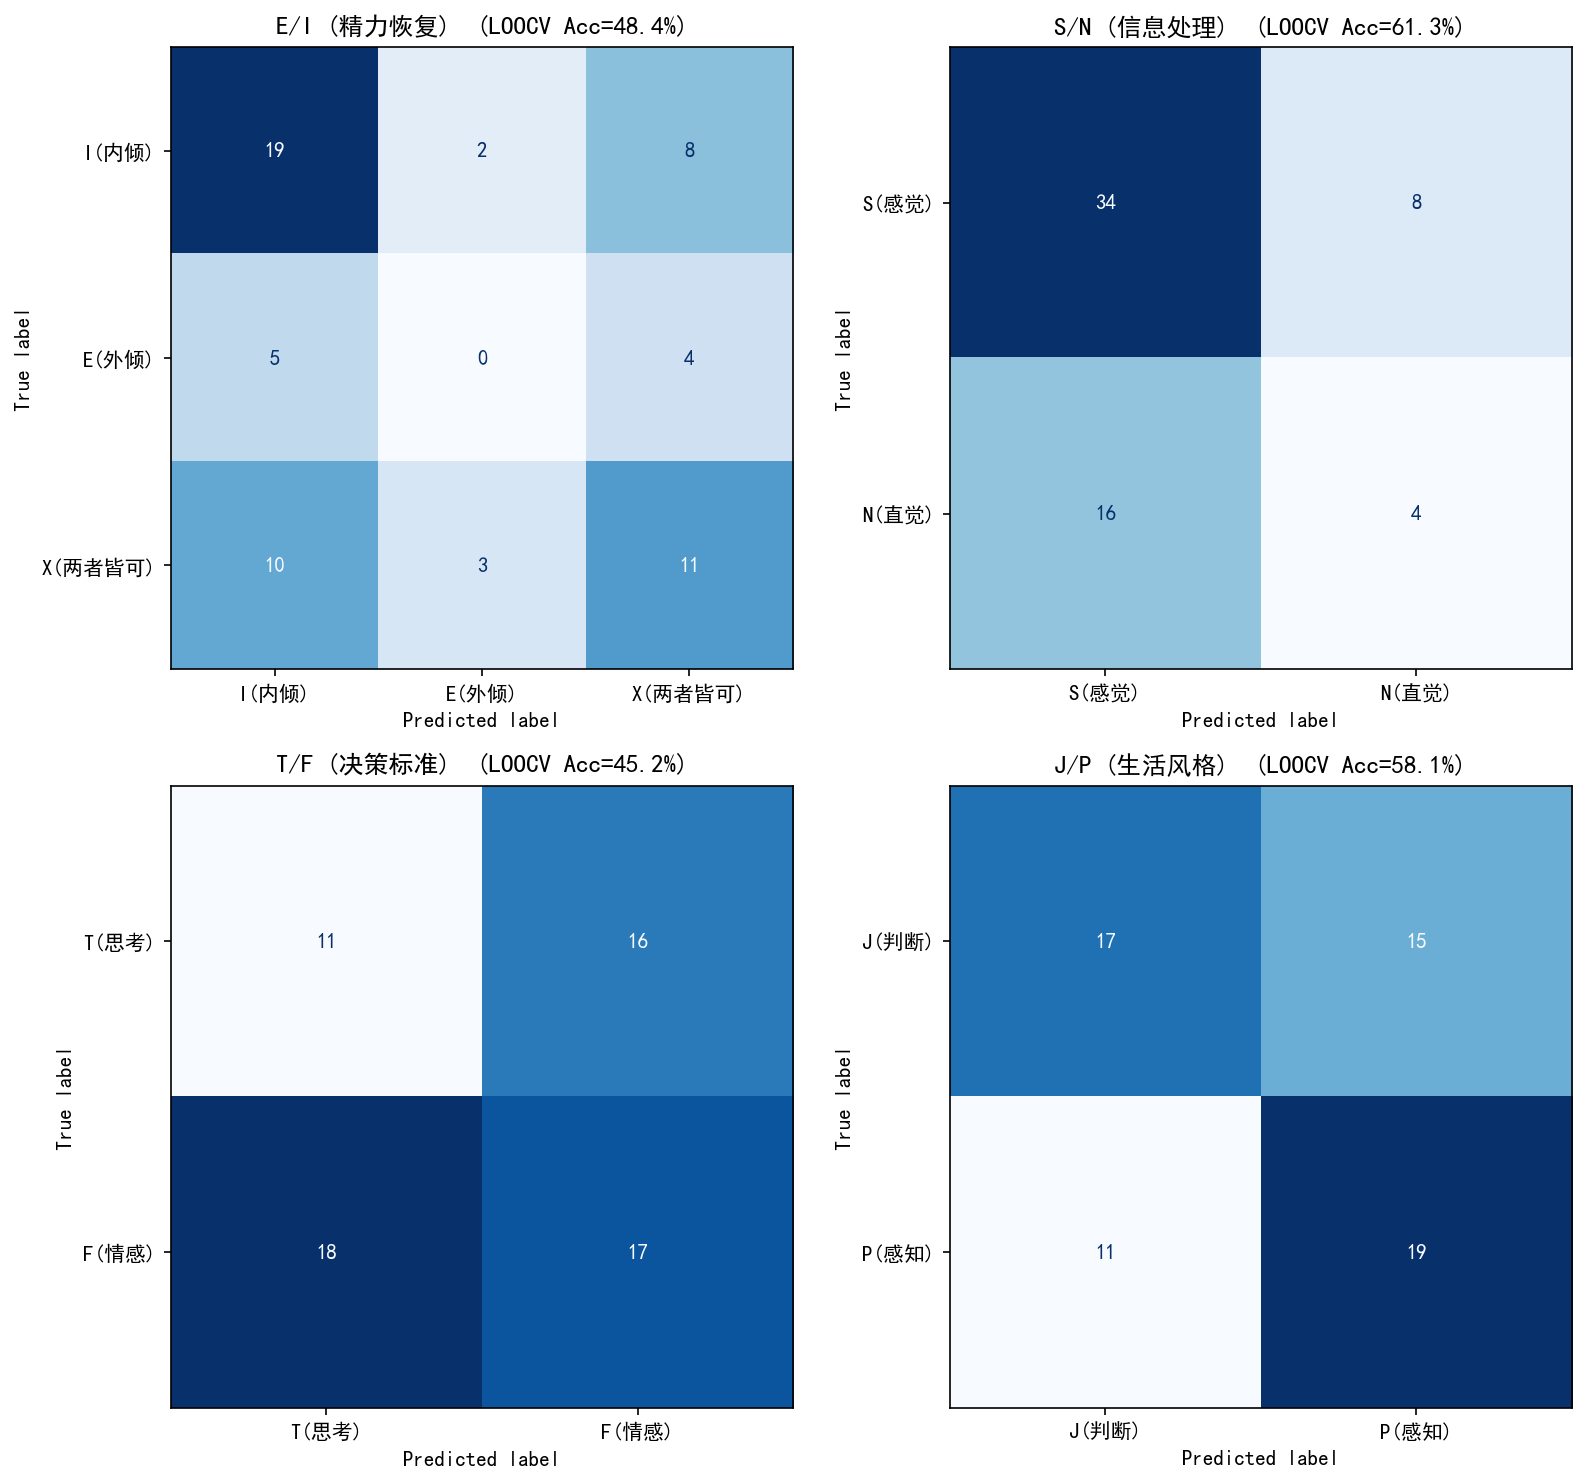 E/I (精力恢复) (LOOCV Acc=48.4%)
True label
I(内倾)
19
2
8
E(外倾)
5
0
4
X(两者皆可)
10
3
11
I(内倾)
E(外倾)
X(两者皆可)
Predicted label
S/N (信息处理) (LOOCV Acc=61.3%)
True label
S(感觉)
34
8
N(直觉)
16
4
S(感觉)
N(直觉)
Predicted label
T/F (决策标准) (LOOCV Acc=45.2%)
True label
T(思考)
11
16
F(情感)
18
17
T(思考)
F(情感)
Predicted label
J/P (生活风格) (LOOCV Acc=58.1%)
True label
J(判断)
17
15
P(感知)
11
19
J(判断)
P(感知)
Predicted label